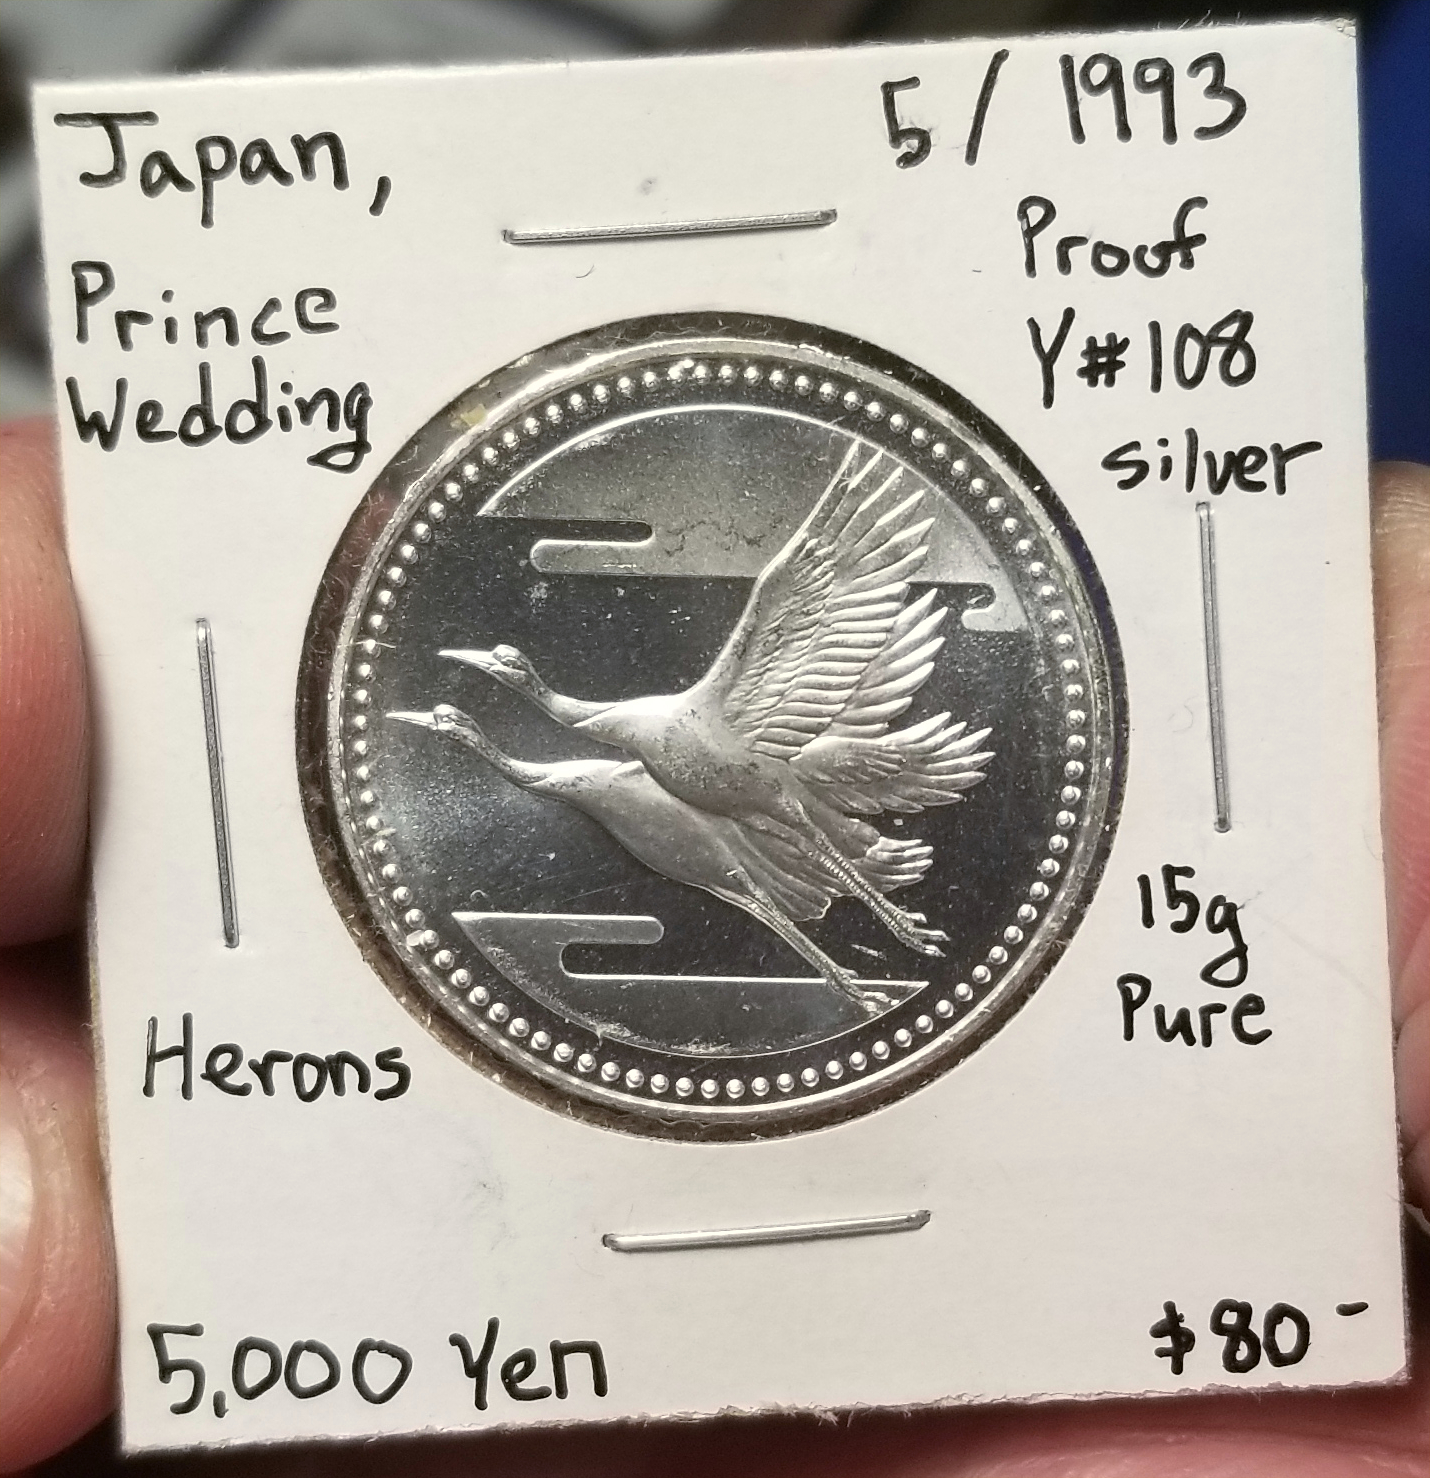 Japan,
Prince
Wedding
5/1993
Proof
Y#108
silver
15g
Pure
Herons
5,000 Yen
$80-